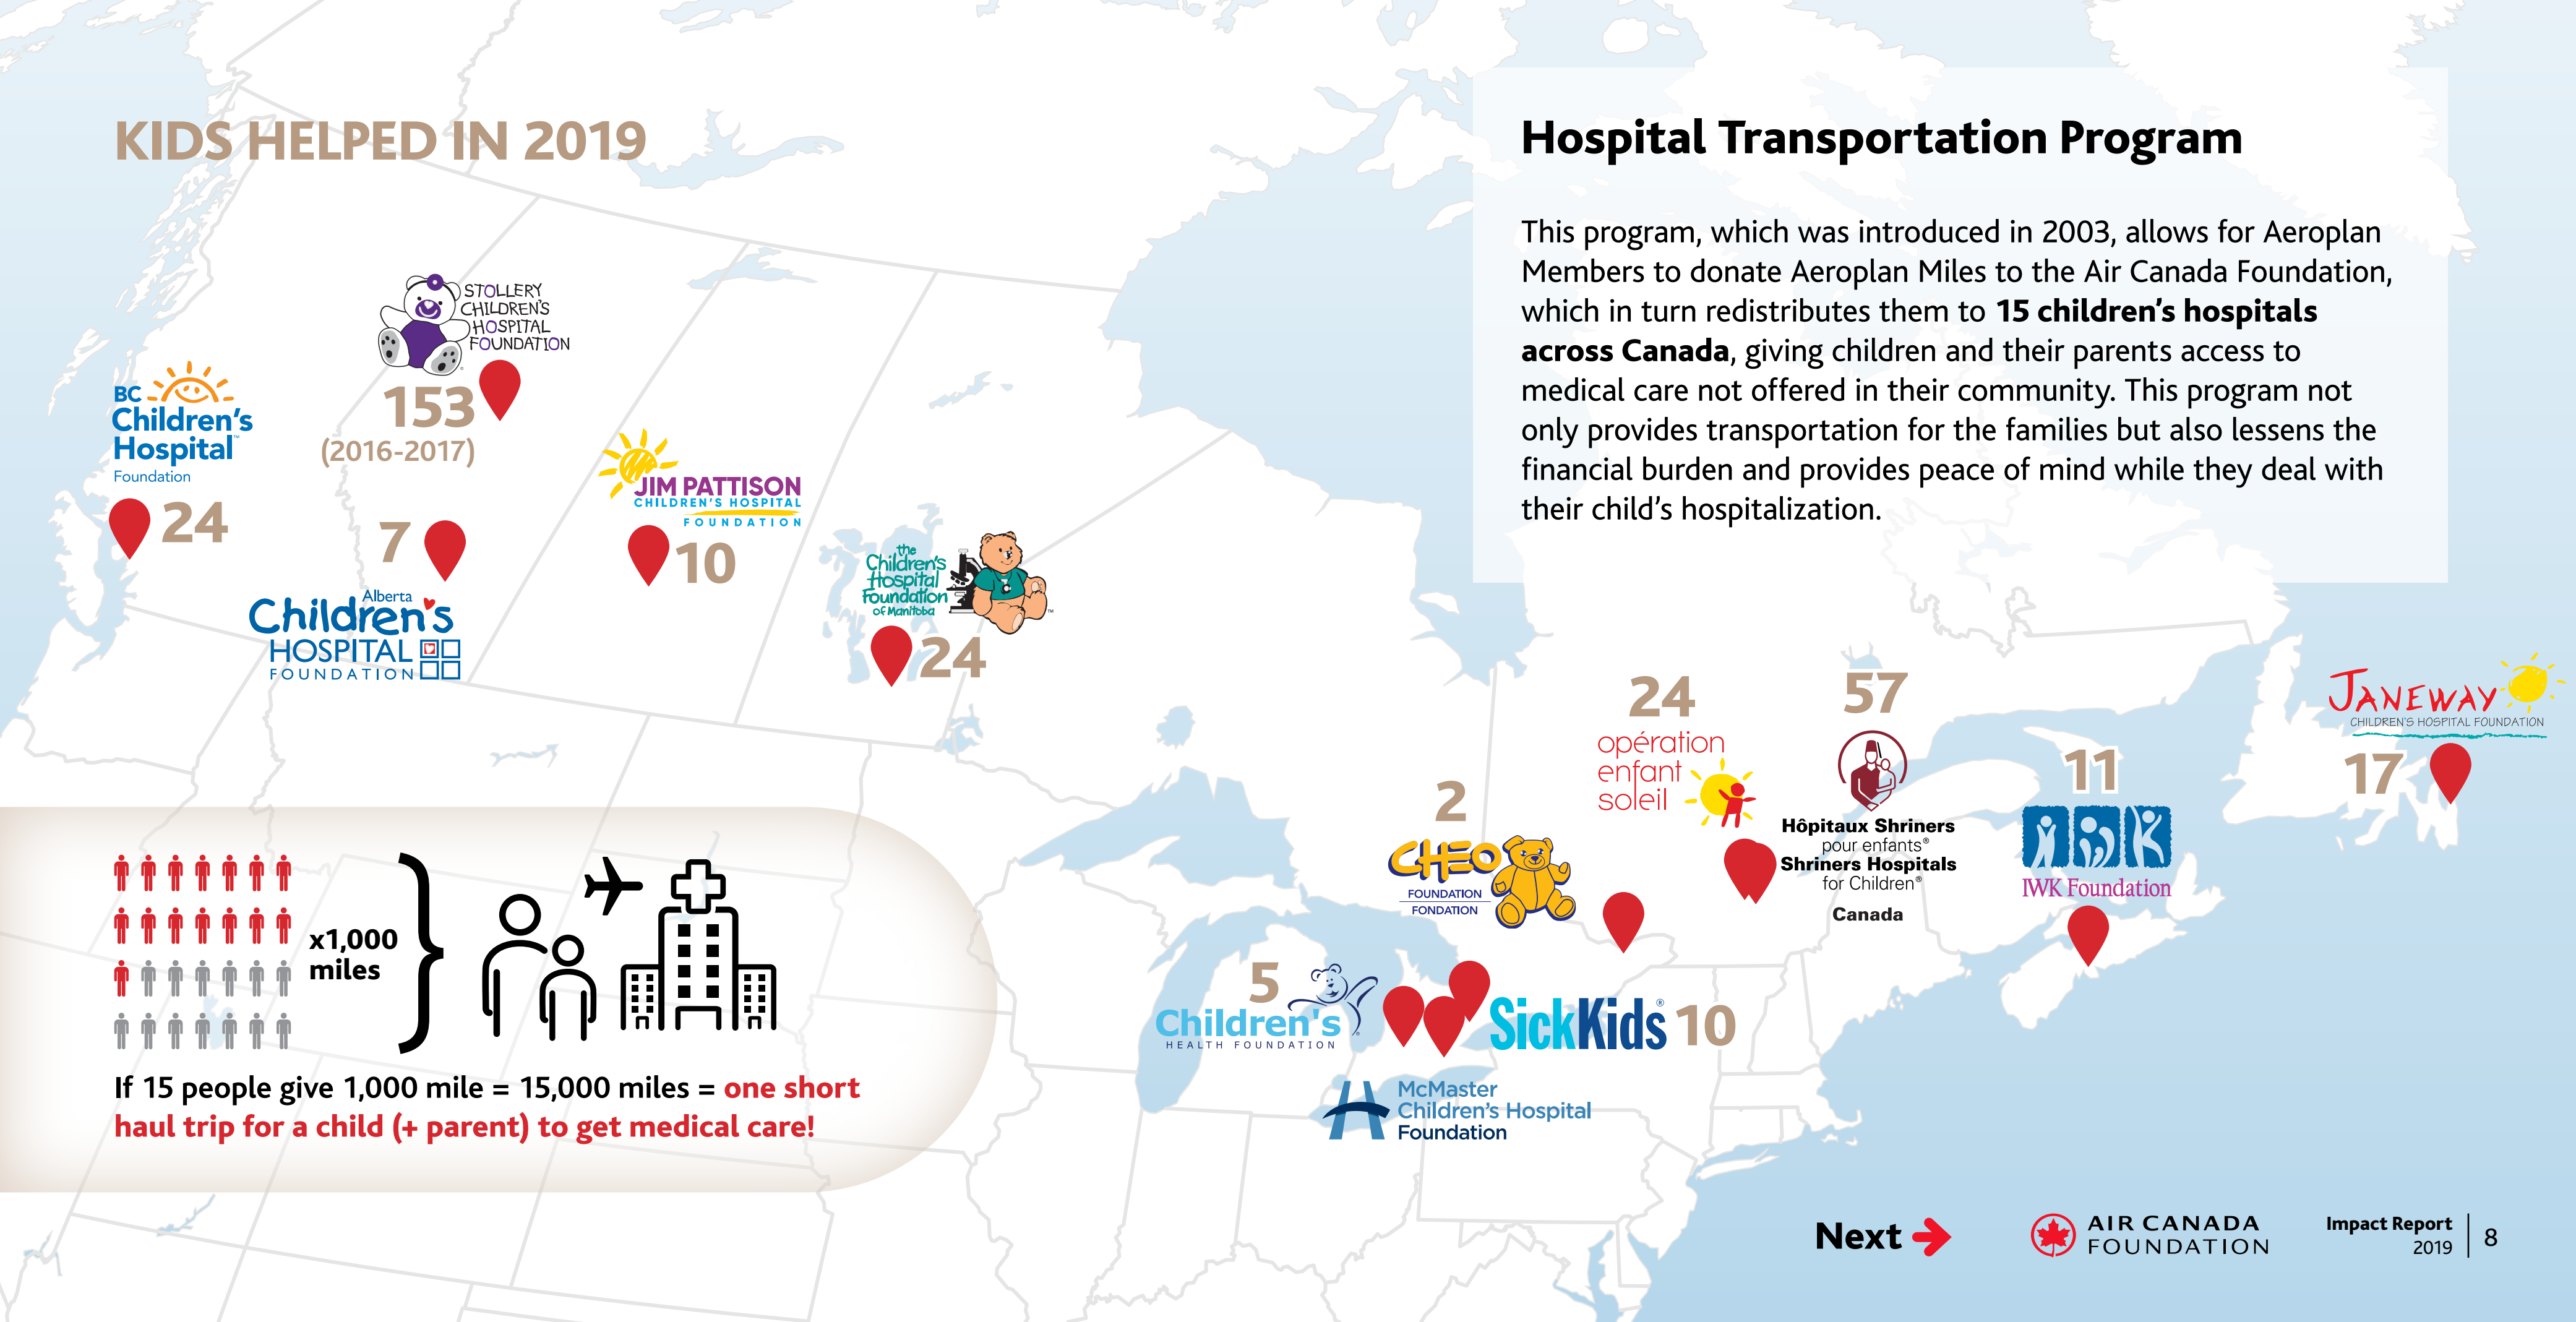 KIDS HELPED IN 2019
Hospital Transportation Program
This program, which was introduced in 2003, allows for Aeroplan
Members to donate Aeroplan Miles to the Air Canada Foundation,
which in turn redistributes them to 15 children's hospitals
across Canada, giving children and their parents access to
medical care not offered in their community. This program not
only provides transportation for the families but also lessens the
financial burden and provides peace of mind while they deal with
their child's hospitalization.
STOLLERY
CHILDREN'S
HOSPITAL
FOUNDATION
153
(2016-2017)
BC
Children's
Hospital™
Foundation
24
7
Alberta
Children's
HOSPITAL
FOUNDATION
JIM PATTISON
CHILDREN'S HOSPITAL
FOUNDATION
10
the
Children's
Hospital
Foundation
of Manitoba
™
24
2
CHEO
FOUNDATION
FONDATION
24
opération
enfant
soleil
57
Hôpitaux Shriners
pour enfants®
Shriners Hospitals
for Children®
Canada
11
IWK
IWK Foundation
JANEWAY
CHILDREN'S HOSPITAL FOUNDATION
17
5
Children's
HEALTH FOUNDATION
SickKids® 10
McMaster
Children's Hospital
Foundation
x1,000
miles
If 15 people give 1,000 mile = 15,000 miles = one short
haul trip for a child (+ parent) to get medical care!
Next
AIR CANADA
FOUNDATION
Impact Report
2019
8